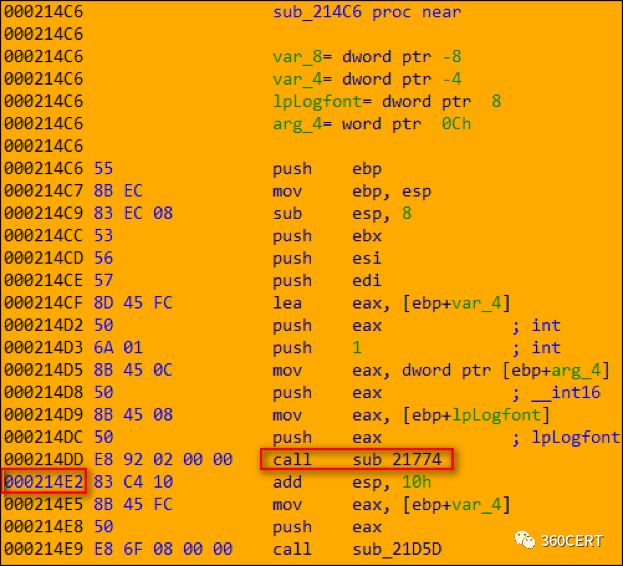 000214C6 sub_214C6 proc near
000214C6
000214C6 var_8= dword ptr -8
000214C6 var_4= dword ptr -4
000214C6 lpLogfont= dword ptr 8
000214C6 arg_4= word ptr 0Ch
000214C6
000214C6 55 push ebp
000214C7 8B EC mov ebp, esp
000214C9 83 EC 08 sub esp, 8
000214CC 53 push ebx
000214CD 56 push esi
000214CE 57 push edi
000214CF 8D 45 FC lea eax, [ebp+var_4]
000214D2 50 push eax ; int
000214D3 6A 01 push 1 ; int
000214D5 8B 45 0C mov eax, dword ptr [ebp+arg_4]
000214D8 50 push eax ; __int16
000214D9 8B 45 08 mov eax, [ebp+lpLogfont]
000214DC 50 push eax ; lpLogfont
000214DD E8 92 02 00 00 call sub_21774
000214E2 83 C4 10 add esp, 10h
000214E5 8B 45 FC mov eax, [ebp+var_4]
000214E8 50 push eax
000214E9 E8 6F 08 00 00 call sub_21D5D
360CERT